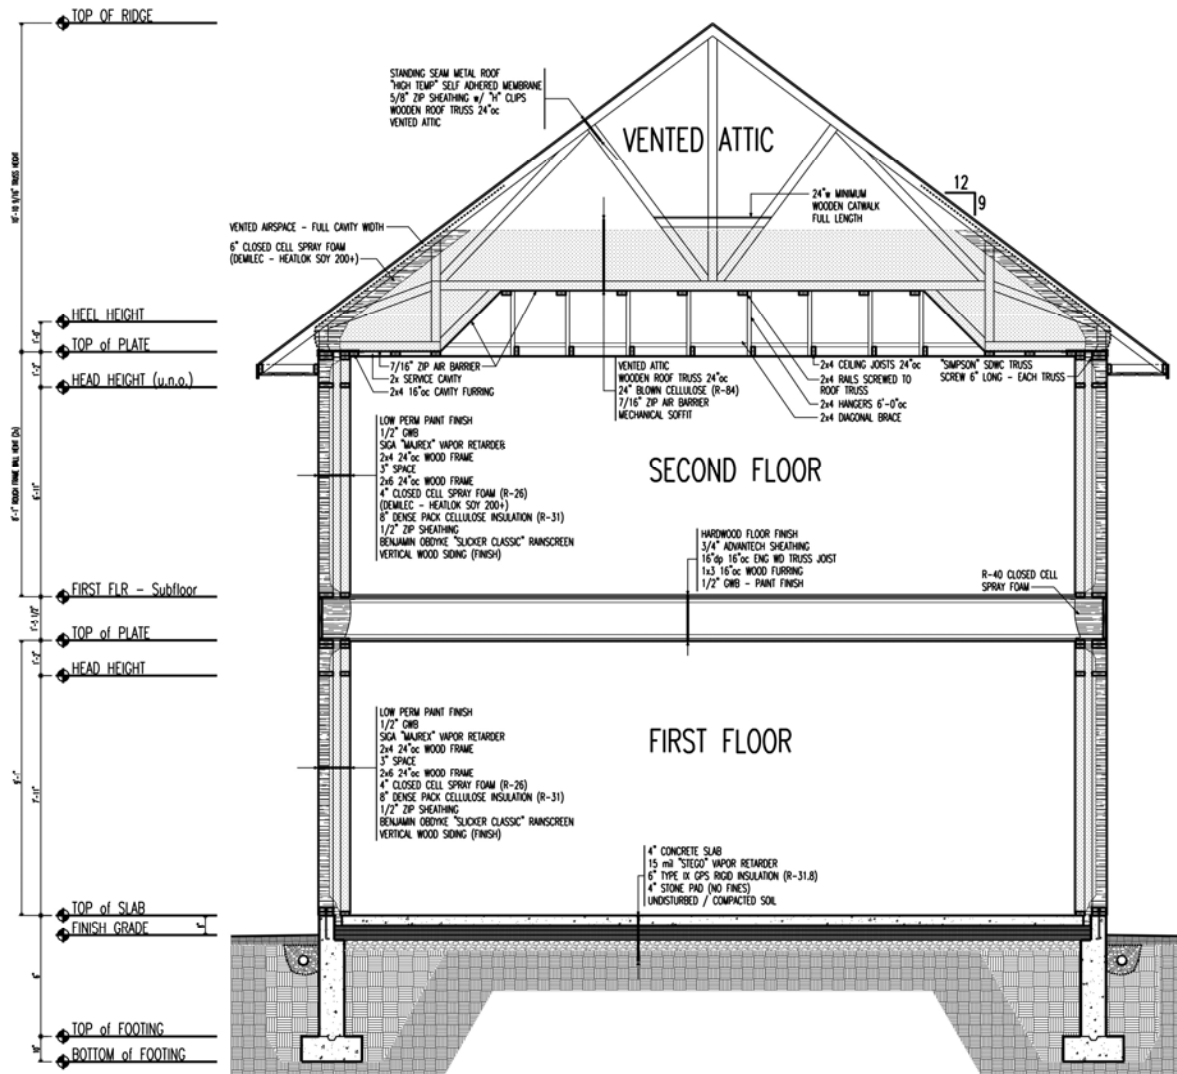 TOP OF RIDGE
STANDING SEAM METAL ROOF
"HIGH TEMP" SELF ADHERED MEMBRANE
5/8" ZIP SHEATHING w/ "H" CLIPS
WOODEN ROOF TRUSS 24"oc
VENTED ATTIC
VENTED ATTIC
12
9
24"w MINIMUM
WOODEN CATWALK
FULL LENGTH
VENTED AIRSPACE - FULL CAVITY WIDTH
6" CLOSED CELL SPRAY FOAM
(DEMILEC - HEATLOK SOY 200+)
HEEL HEIGHT
TOP of PLATE
HEAD HEIGHT (u.n.o.)
7/16" ZIP AIR BARRIER
2x SERVICE CAVITY
2x4 16"oc CAVITY FURRING
VENTED ATTIC
WOODEN ROOF TRUSS 24"oc
24" BLOWN CELLULOSE (R-84)
7/16" ZIP AIR BARRIER
MECHANICAL SOFFIT
2x4 CEILING JOISTS 24"oc
2x4 RAILS SCREWED TO
ROOF TRUSS
2x4 HANGERS 6'-0"oc
2x4 DIAGONAL BRACE
"SIMPSON" SDWC TRUSS
SCREW 6" LONG - EACH TRUSS
LOW PERM PAINT FINISH
1/2" GWB
SIGA "MAJREX" VAPOR RETARDER
2x4 24"oc WOOD FRAME
3" SPACE
2x6 24"oc WOOD FRAME
4" CLOSED CELL SPRAY FOAM (R-26)
(DEMILEC - HEATLOK SOY 200+)
8" DENSE PACK CELLULOSE INSULATION (R-31)
1/2" ZIP SHEATHING
BENJAMIN OBDYKE "SLICKER CLASSIC" RAINSCREEN
VERTICAL WOOD SIDING (FINISH)
SECOND FLOOR
HARDWOOD FLOOR FINISH
3/4" ADVANTECH SHEATHING
16"dp 16"oc ENG WD TRUSS JOIST
1x3 16"oc WOOD FURRING
1/2" GWB - PAINT FINISH
R-40 CLOSED CELL
SPRAY FOAM
FIRST FLR - Subfloor
TOP of PLATE
HEAD HEIGHT
LOW PERM PAINT FINISH
1/2" GWB
SIGA "MAJREX" VAPOR RETARDER
2x4 24"oc WOOD FRAME
3" SPACE
2x6 24"oc WOOD FRAME
4" CLOSED CELL SPRAY FOAM (R-26)
8" DENSE PACK CELLULOSE INSULATION (R-31)
1/2" ZIP SHEATHING
BENJAMIN OBDYKE "SLICKER CLASSIC" RAINSCREEN
VERTICAL WOOD SIDING (FINISH)
FIRST FLOOR
4" CONCRETE SLAB
15 mil "STEGO" VAPOR RETARDER
6" TYPE IX GPS RIGID INSULATION (R-31.8)
4" STONE PAD (NO FINES)
UNDISTURBED / COMPACTED SOIL
TOP of SLAB
FINISH GRADE
TOP of FOOTING
BOTTOM of FOOTING